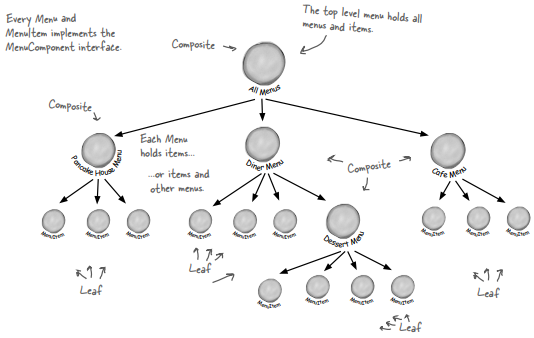 Every Menu and
MenuItem implements the
MenuComponent interface.
The top level menu holds all
menus and items.
Composite
All Menus
Composite
Pancake House Menu
Each Menu
holds items...
...or items and
other menus.
Diner Menu
Composite
Cafe Menu
MenuItem
MenuItem
MenuItem
MenuItem
MenuItem
MenuItem
Dessert Menu
MenuItem
MenuItem
MenuItem
Leaf
Leaf
Leaf
MenuItem
MenuItem
MenuItem
MenuItem
Leaf